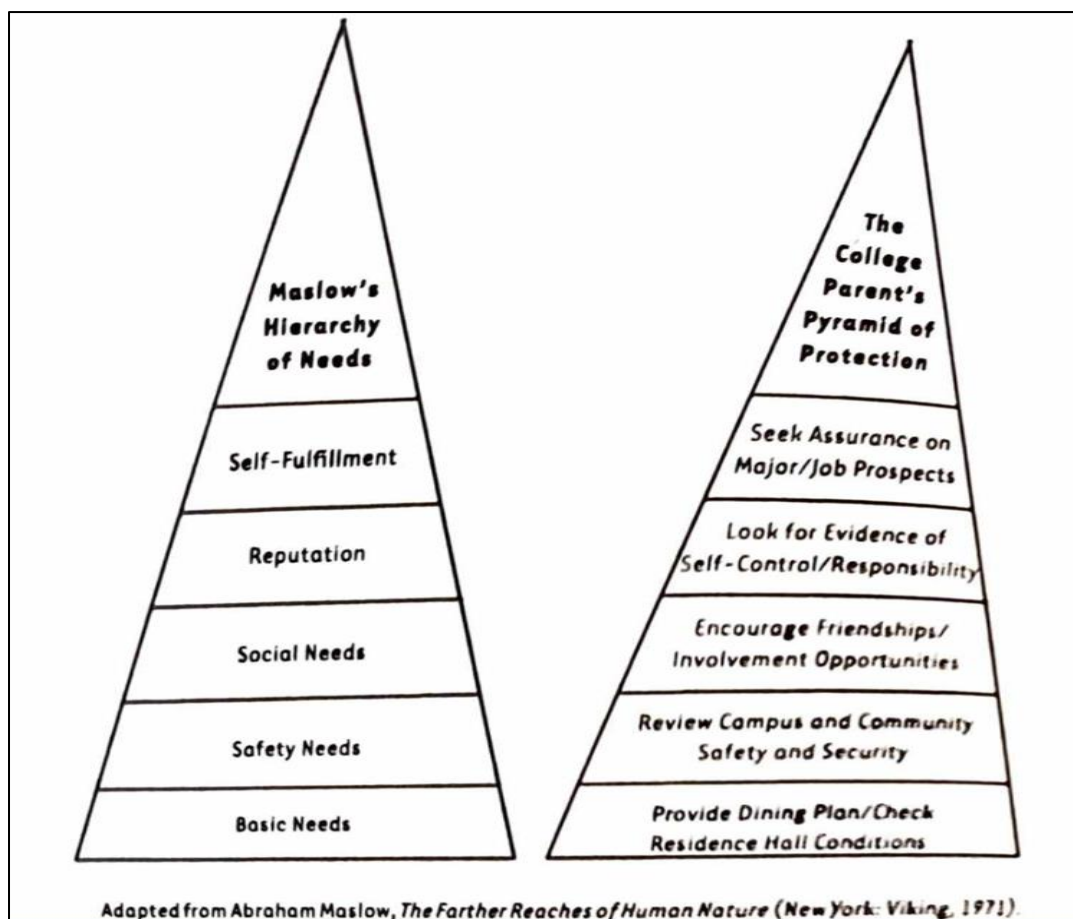 Maslow's
Hierarchy
of Needs
Self-Fulfillment
Reputation
Social Needs
Safety Needs
Basic Needs
The
College
Parent's
Pyramid of
Protection
Seek Assurance on
Major/Job Prospects
Look for Evidence of
Self-Control/Responsibility
Encourage Friendships/
Involvement Opportunities
Review Campus and Community
Safety and Security
Provide Dining Plan/Check
Residence Hall Conditions
Adapted from Abraham Maslow, The Farther Reaches of Human Nature (New York: Viking, 1971).